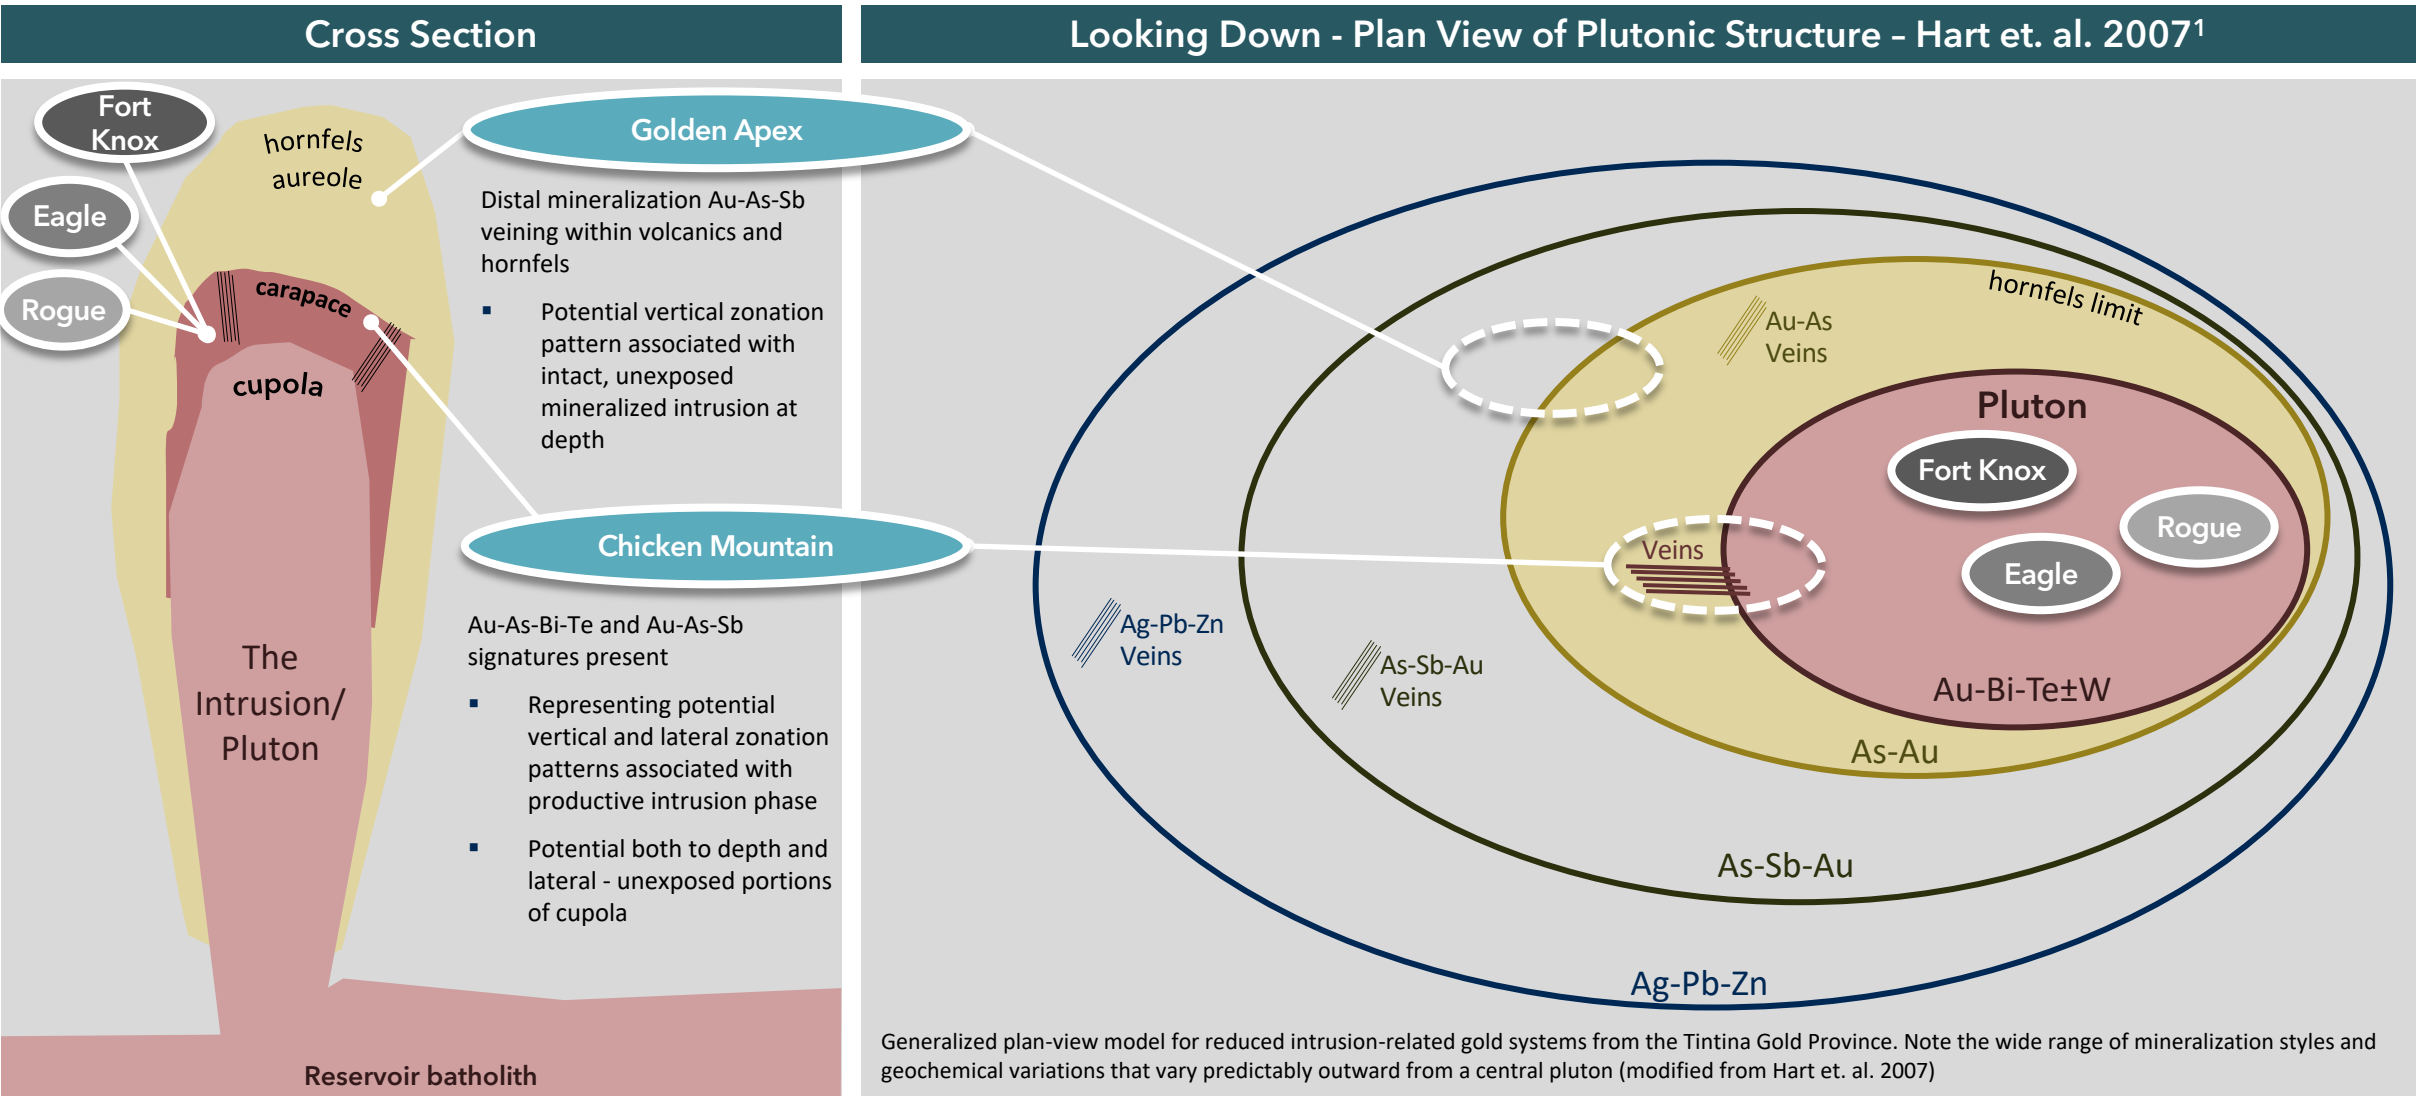 Cross Section
Fort
Knox
Eagle
Rogue
hornfels
aureole
carapace
cupola
The
Intrusion/
Pluton
Reservoir batholith
Golden Apex
Distal mineralization Au-As-Sb
veining within volcanics and
hornfels
▪ Potential vertical zonation
pattern associated with
intact, unexposed
mineralized intrusion at
depth
Chicken Mountain
Au-As-Bi-Te and Au-As-Sb
signatures present
▪ Representing potential
vertical and lateral zonation
patterns associated with
productive intrusion phase
▪ Potential both to depth and
lateral - unexposed portions
of cupola
Looking Down - Plan View of Plutonic Structure – Hart et. al. 2007¹
hornfels limit
Au-As
Veins
Pluton
Fort Knox
Rogue
Eagle
Veins
Ag-Pb-Zn
Veins
As-Sb-Au
Veins
Au-Bi-Te±W
As-Au
As-Sb-Au
Ag-Pb-Zn
Generalized plan-view model for reduced intrusion-related gold systems from the Tintina Gold Province. Note the wide range of mineralization styles and
geochemical variations that vary predictably outward from a central pluton (modified from Hart et. al. 2007)